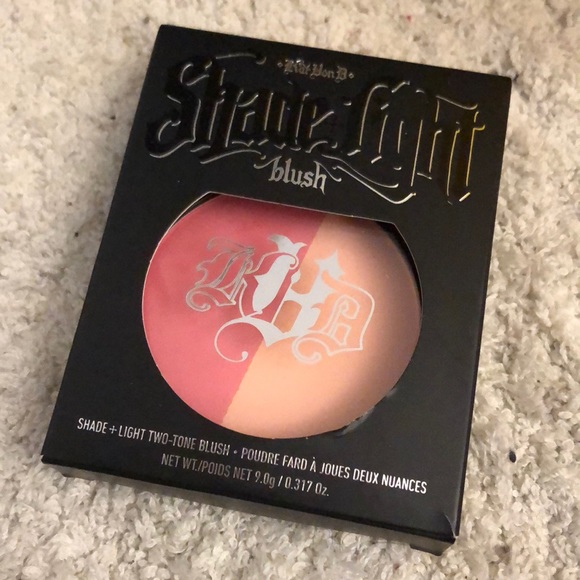 Kat Von D
Shade + Light
blush
KVD
SHADE + LIGHT TWO-TONE BLUSH • POUDRE FARD À JOUES DEUX NUANCES
NET WT./POIDS NET 9.0g / 0.317 Oz.